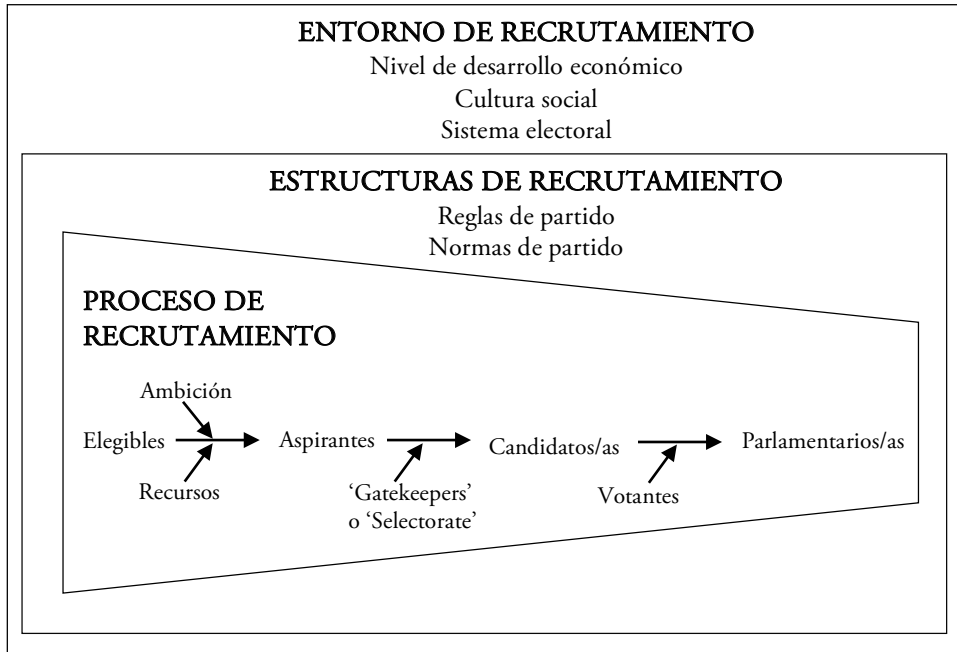 ENTORNO DE RECRUTAMIENTO
Nivel de desarrollo económico
Cultura social
Sistema electoral
ESTRUCTURAS DE RECRUTAMIENTO
Reglas de partido
Normas de partido
PROCESO DE
RECRUTAMIENTO
Ambición
Elegibles
Aspirantes
Candidatos/as
Parlamentarios/as
Recursos
‘Gatekeepers’
o ‘Selectorate’
Votantes